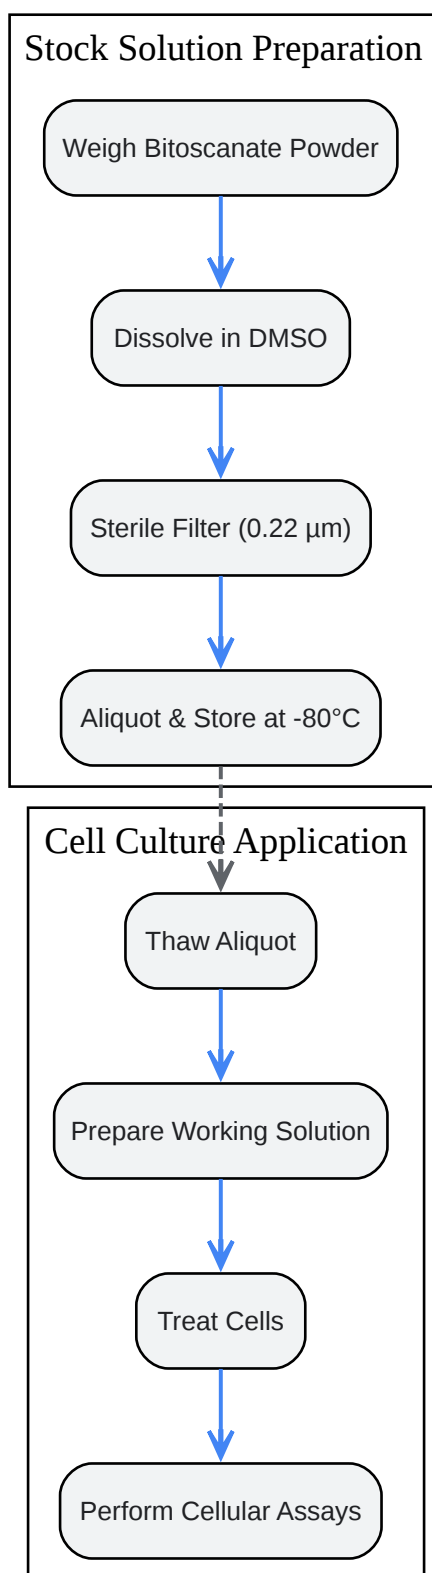 Stock Solution Preparation
Weigh Bitoscanate Powder
Dissolve in DMSO
Sterile Filter (0.22 µm)
Aliquot & Store at -80°C
Cell Culture Application
Thaw Aliquot
Prepare Working Solution
Treat Cells
Perform Cellular Assays